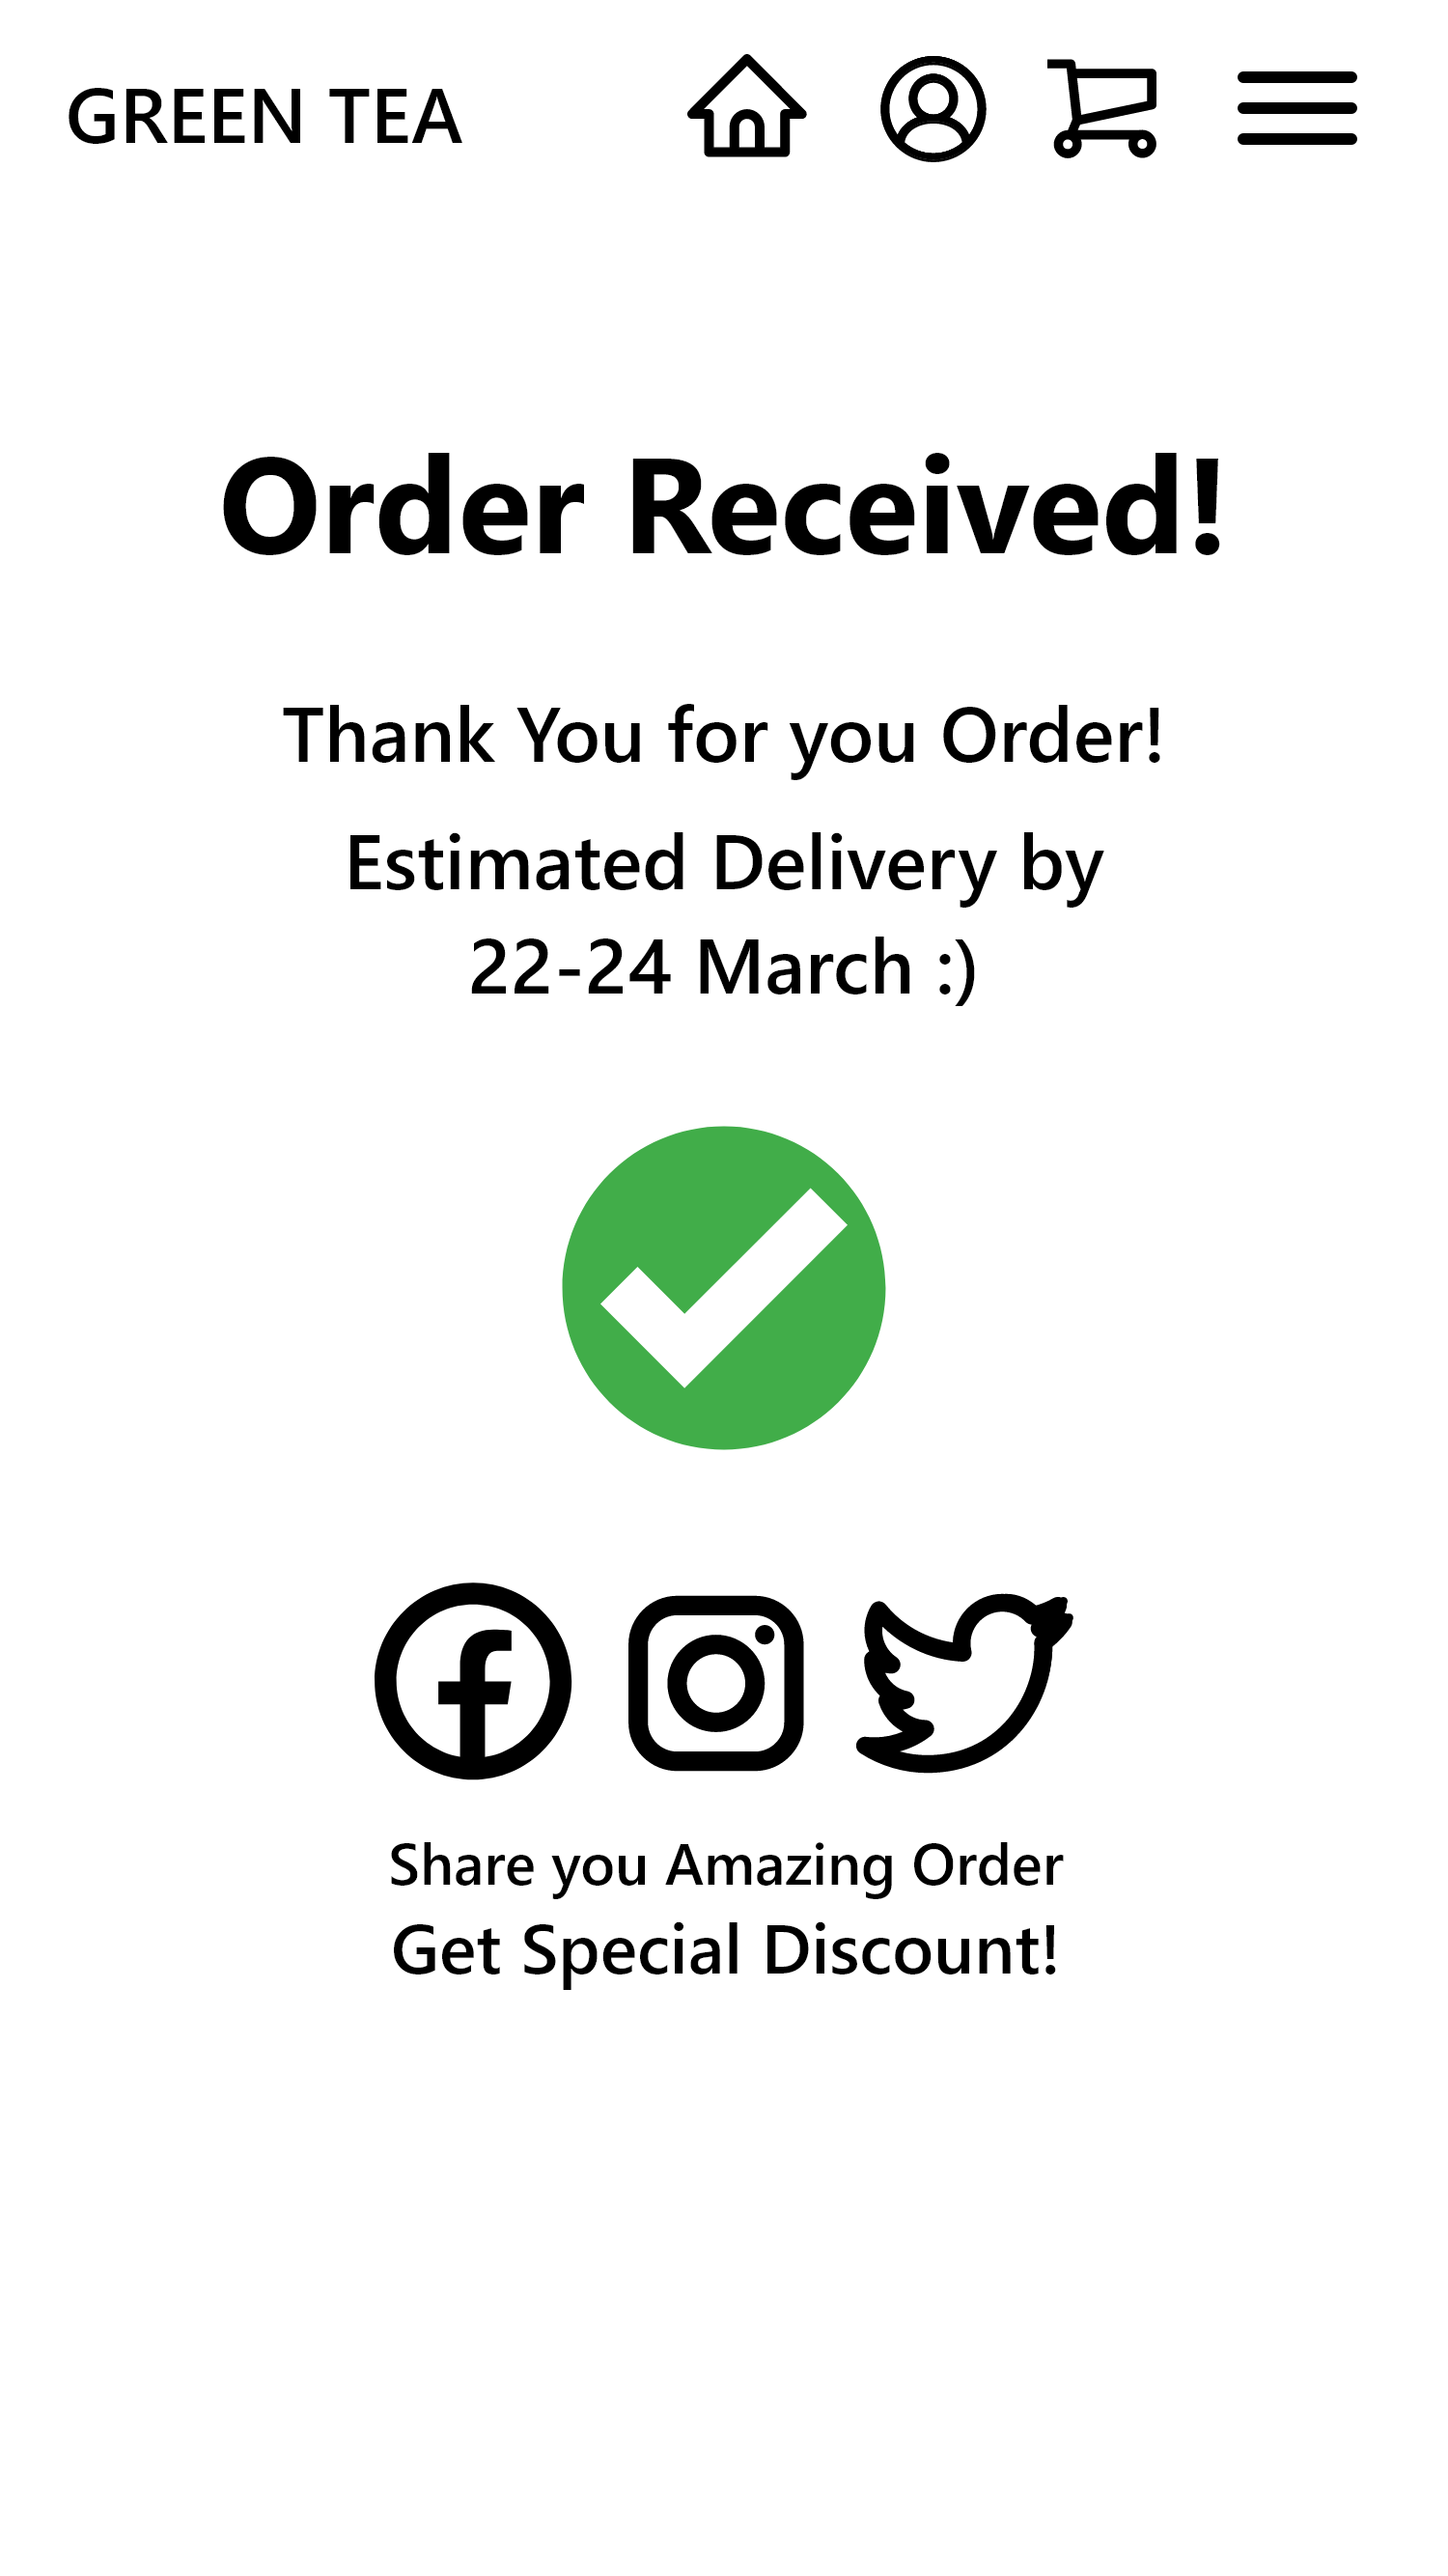 GREEN TEA
Order Received!
Thank You for you Order!
Estimated Delivery by
22-24 March :)
Share you Amazing Order
Get Special Discount!